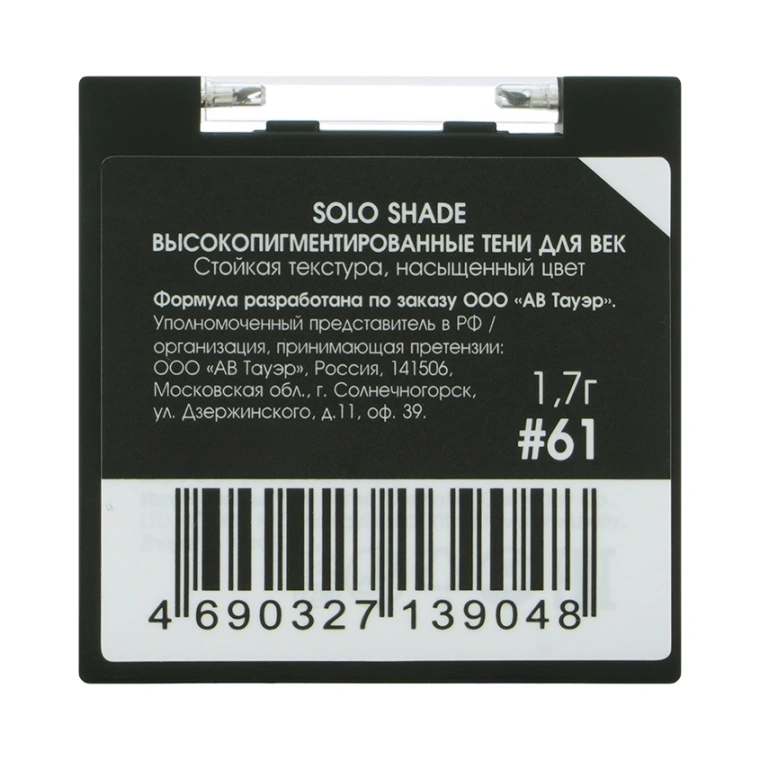 SOLO SHADE
ВЫСОКОПИГМЕНТИРОВАННЫЕ ТЕНИ ДЛЯ ВЕК
Стойкая текстура, насыщенный цвет
Формула разработана по заказу ООО «АВ Тауэр».
Уполномоченный представитель в РФ /
организация, принимающая претензии:
ООО «АВ Тауэр», Россия, 141506,
Московская обл., г. Солнечногорск,
ул. Дзержинского, д.11, оф. 39.
1,7г
#61
4 690327 139048